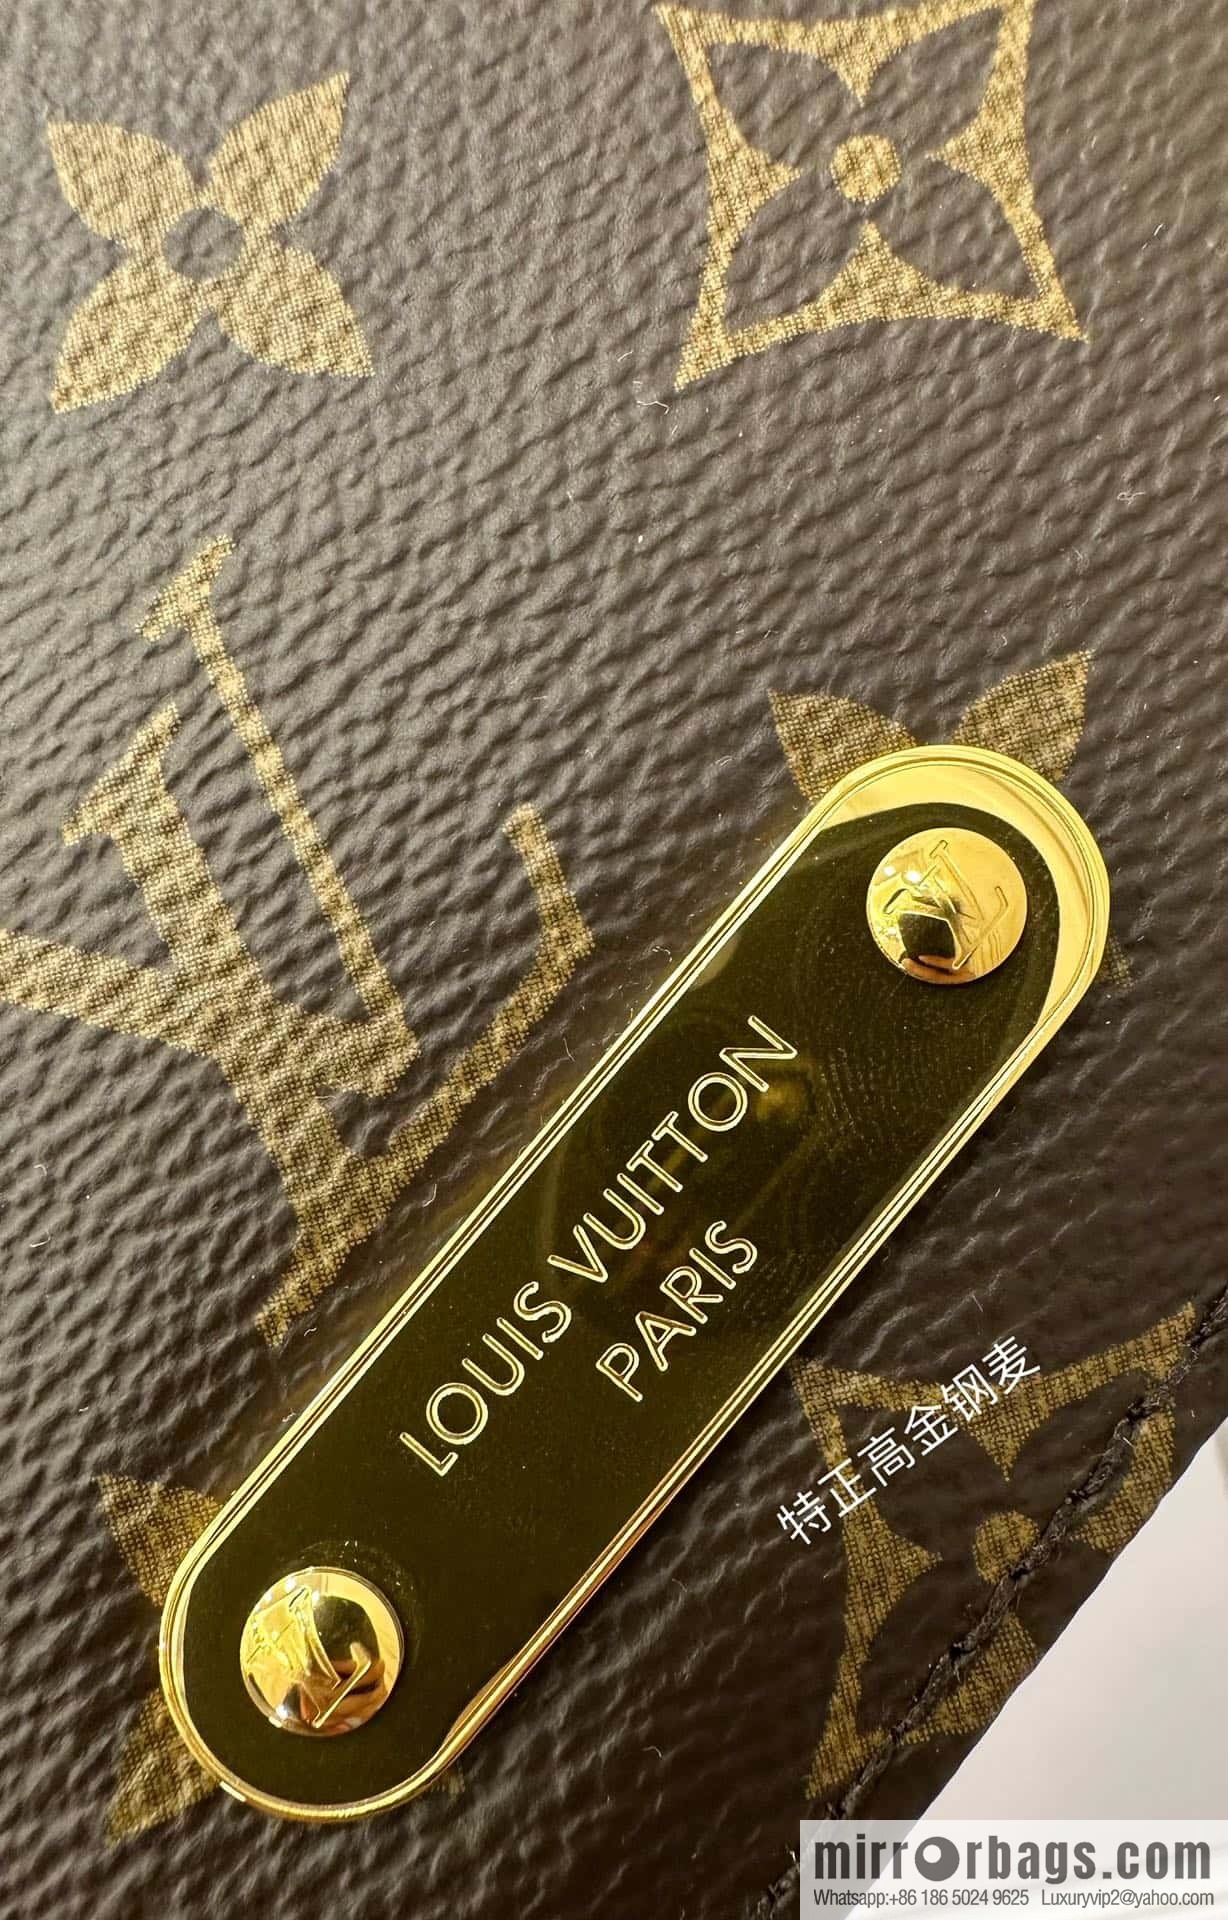 LOUIS VUITTON
PARIS
特正高金钢麦
mirrorbags.com
Whatsapp:+86 186 5024 9625 Luxuryvip2@yahoo.com